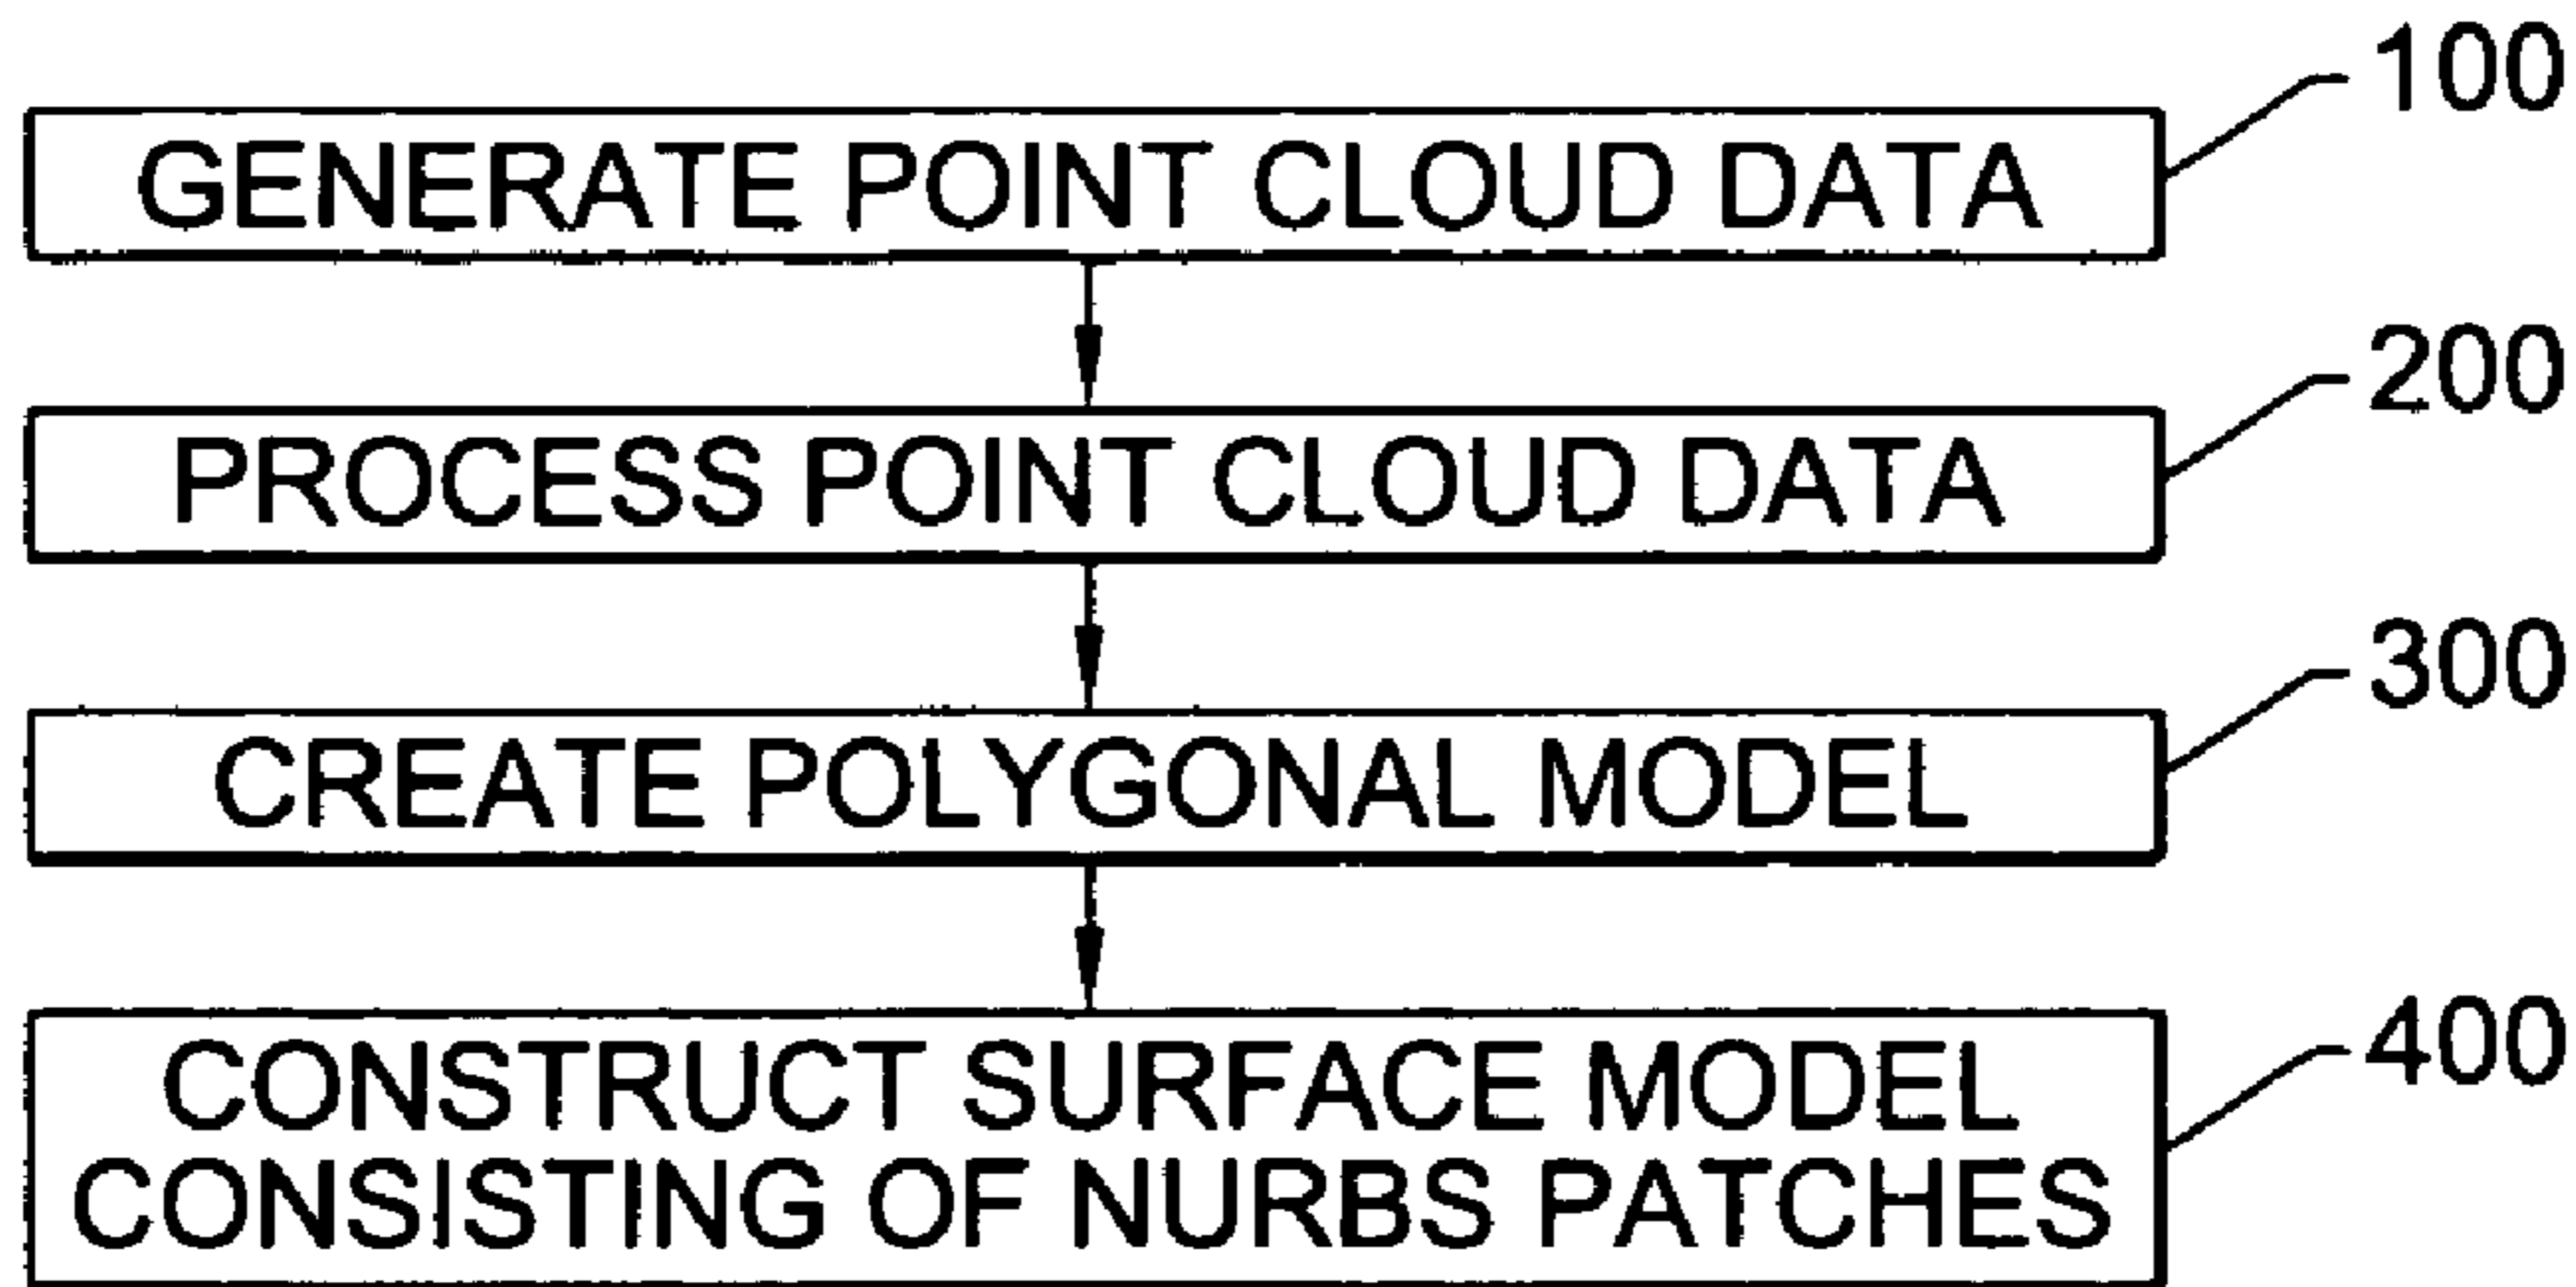 100
GENERATE POINT CLOUD DATA
200
PROCESS POINT CLOUD DATA
300
CREATE POLYGONAL MODEL
400
CONSTRUCT SURFACE MODEL
CONSISTING OF NURBS PATCHES